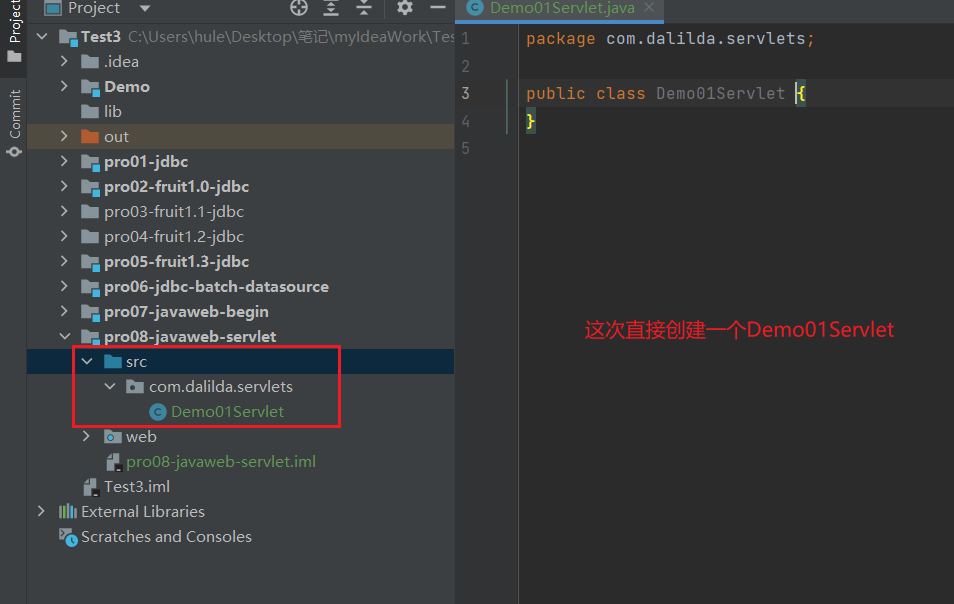 Project
Project
Commit
Test3 C:\Users\hule\Desktop\笔记\myIdeaWork\Tes
.idea
Demo
lib
out
pro01-jdbc
pro02-fruit1.0-jdbc
pro03-fruit1.1-jdbc
pro04-fruit1.2-jdbc
pro05-fruit1.3-jdbc
pro06-jdbc-batch-datasource
pro07-javaweb-begin
pro08-javaweb-servlet
src
com.dalilda.servlets
C Demo01Servlet
web
pro08-javaweb-servlet.iml
Test3.iml
External Libraries
Scratches and Consoles
C Demo01Servlet.java
1 package com.dalilda.servlets;
2
3 public class Demo01Servlet {
4 }
5
这次直接创建一个Demo01Servlet